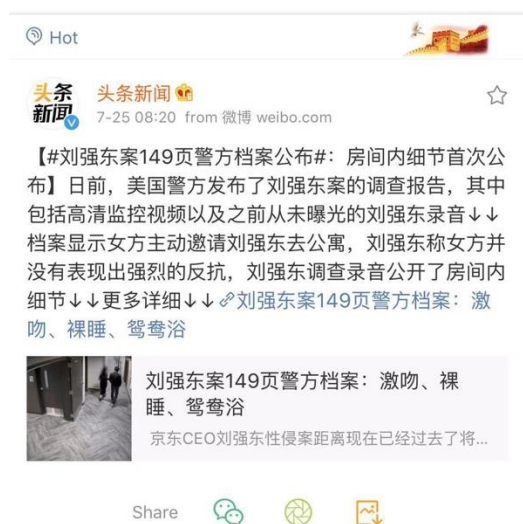 Hot
头条
新闻
头条新闻
7-25 08:20 from 微博 weibo.com
【#刘强东案149页警方档案公布#：房间内细节首次公
布】日前，美国警方发布了刘强东案的调查报告，其中
包括高清监控视频以及之前从未曝光的刘强东录音↓↓
档案显示女方主动邀请刘强东去公寓，刘强东称女方并
没有表现出强烈的反抗，刘强东调查录音公开了房间内
细节↓↓更多详细↓↓刘强东案149页警方档案：激
吻、裸睡、鸳鸯浴
刘强东案149页警方档案：激吻、裸
睡、鸳鸯浴
京东CEO刘强东性侵案距离现在已经过去了将...
Share